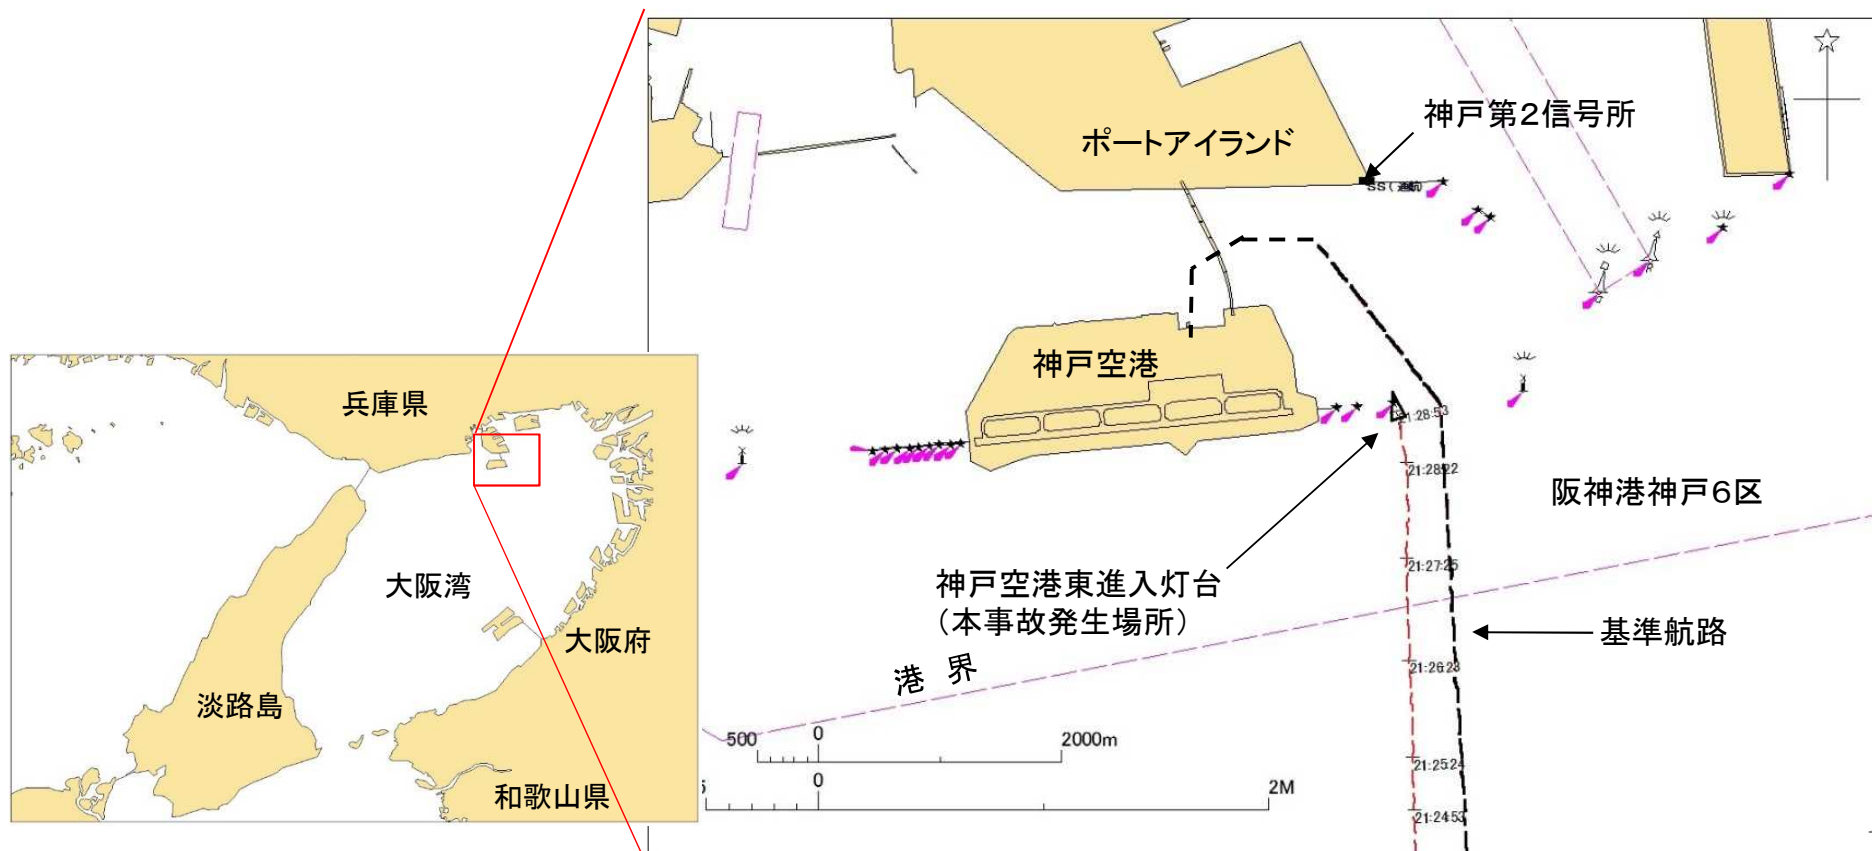 神戸第2信号所
ポートアイランド
SS(通航)
神戸空港
21:28:53
21:28:22
阪神港神戸6区
21:27:25
神戸空港東進入灯台
(本事故発生場所)
基準航路
21:26:23
港 界
500 0 2000m
21:25:24
0 2M
21:24:53
兵庫県
大阪湾
大阪府
淡路島
和歌山県